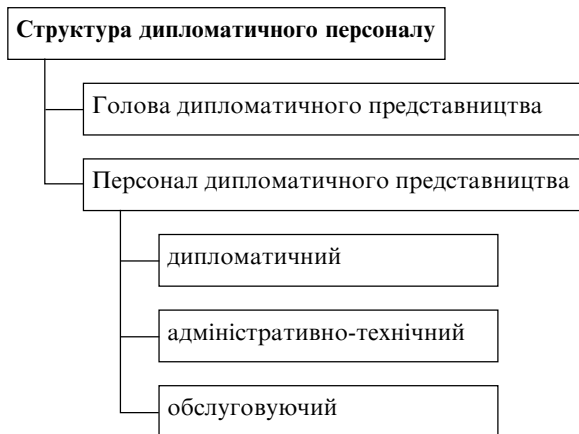 Структура дипломатичного персоналу
Голова дипломатичного представництва
Персонал дипломатичного представництва
дипломатичний
адміністративно-технічний
обслуговуючий